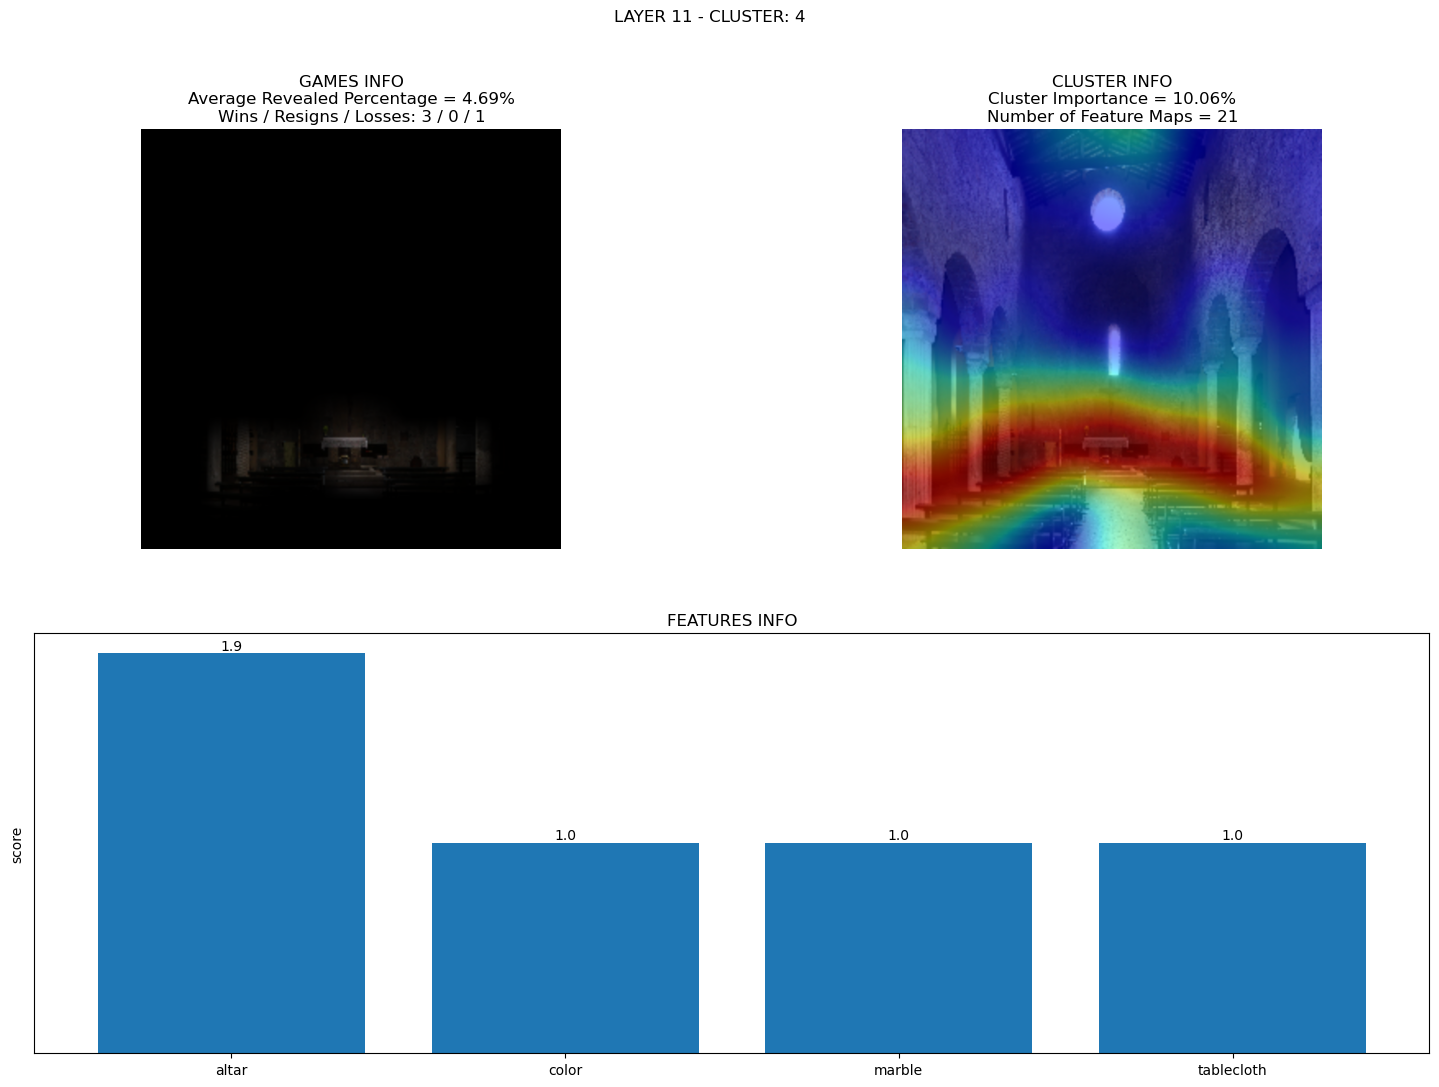 LAYER 11 - CLUSTER: 4
GAMES INFO
Average Revealed Percentage = 4.69%
Wins / Resigns / Losses: 3 / 0 / 1
CLUSTER INFO
Cluster Importance = 10.06%
Number of Feature Maps = 21
FEATURES INFO
score
1.9
1.0
1.0
1.0
altar
color
marble
tablecloth